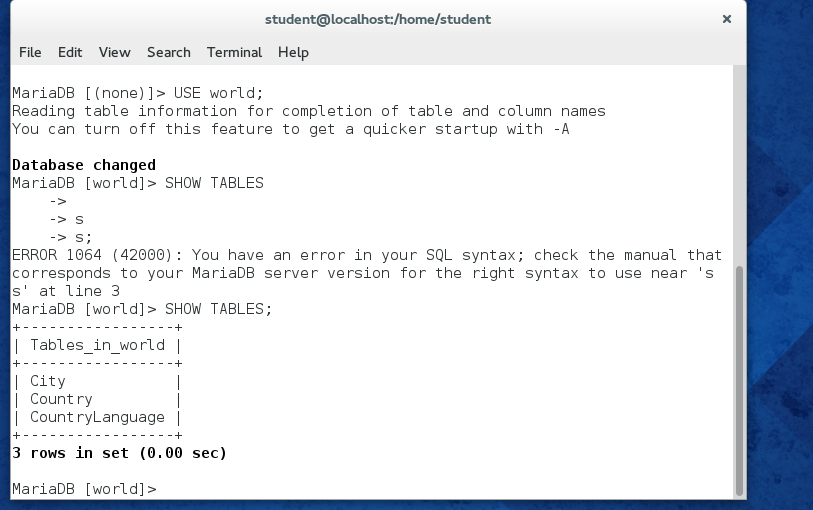 student@localhost:/home/student
×
File Edit View Search Terminal Help
MariaDB [(none)]> USE world;
Reading table information for completion of table and column names
You can turn off this feature to get a quicker startup with -A
Database changed
MariaDB [world]> SHOW TABLES
    ->
    -> s
    -> s;
ERROR 1064 (42000): You have an error in your SQL syntax; check the manual that
corresponds to your MariaDB server version for the right syntax to use near 's
s' at line 3
MariaDB [world]> SHOW TABLES;
+-----------------+
| Tables_in_world |
+-----------------+
| City            |
| Country         |
| CountryLanguage |
+-----------------+
3 rows in set (0.00 sec)
MariaDB [world]>